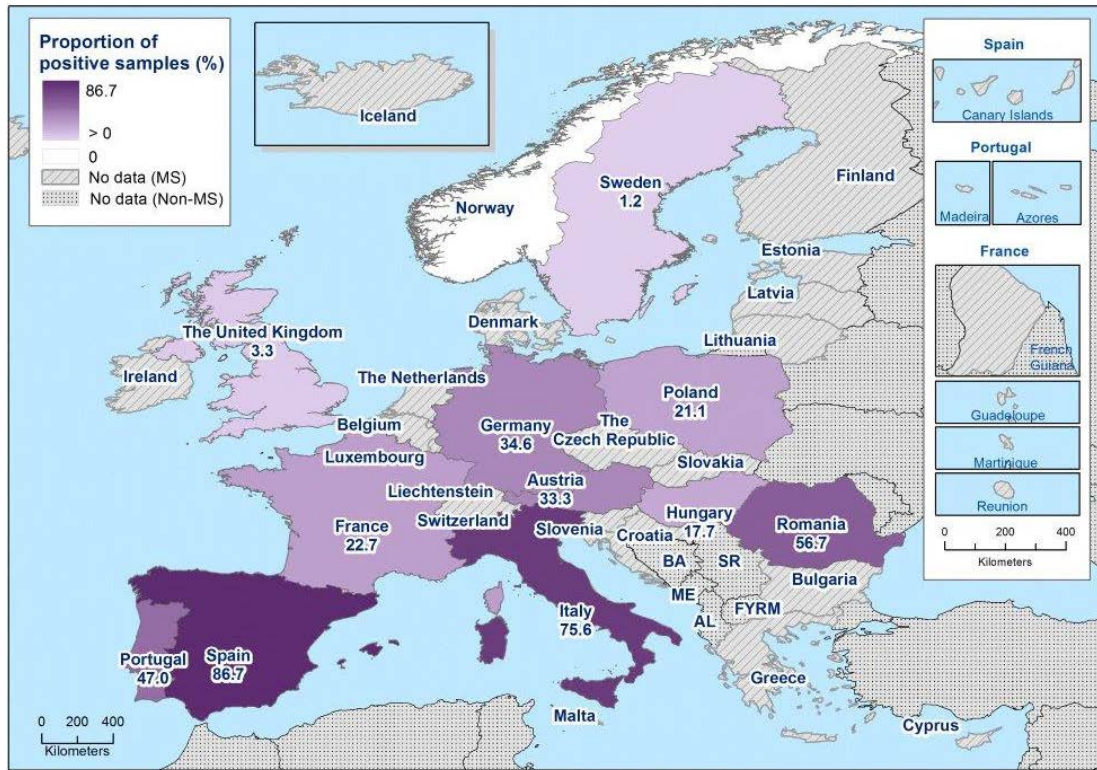 Proportion of
positive samples (%)
86.7
> 0
0
No data (MS)
No data (Non-MS)
Iceland
Norway
Sweden
1.2
Finland
Estonia
Latvia
Lithuania
Denmark
The United Kingdom
3.3
Ireland
The Netherlands
Belgium
Luxembourg
Germany
34.6
Poland
21.1
The
Czech Republic
Slovakia
Austria
33.3
Liechtenstein
Switzerland
France
22.7
Slovenia
Hungary
17.7
Croatia
Romania
56.7
BA
SR
Bulgaria
ME
FYRM
AL
Italy
75.6
Portugal
47.0
Spain
86.7
Greece
Malta
Cyprus
0 200 400
Kilometers
Spain
Canary Islands
Portugal
Madeira
Azores
France
French
Guiana
Guadeloupe
Martinique
Reunion
0 200 400
Kilometers